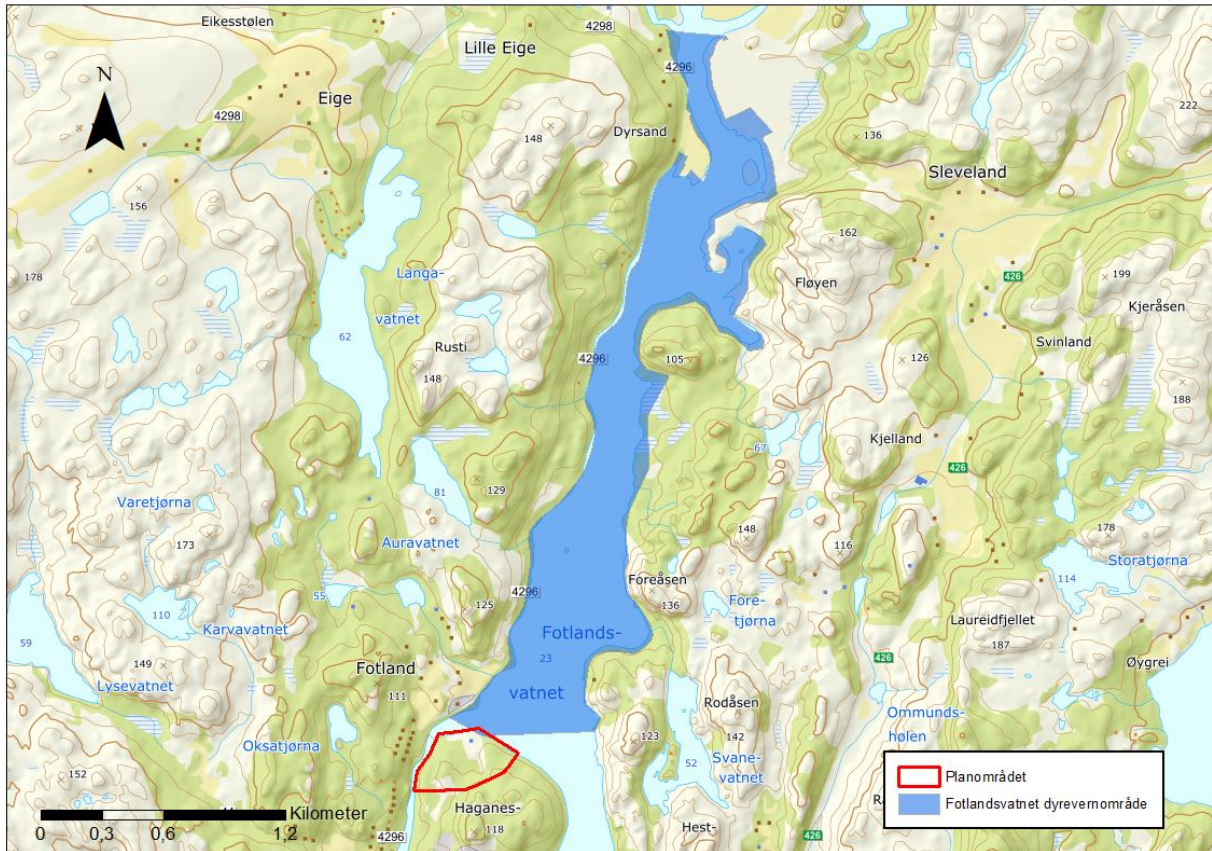 Eikesstølen
Lille Eige
4298
4296
N
Eige
4298
148
Dyrsand
136
222
Sleveland
156
162
178
Langa-
vatnet
426
199
Fløyen
Kjeråsen
62
Rusti
4296
Svinland
148
105
126
188
Kjelland
67
426
81
129
Varetjørna
178
148
173
Auravatnet
116
Storatjørna
114
4296
Foreåsen
55
125
136
Fore-
tjørna
110
Karvavatnet
Laureidfjellet
Fotlands-
187
59
149
23
426
Øygrei
Fotland
vatnet
Lysevatnet
111
Rodåsen
Ommunds-
hølen
Oksatjørna
123
142
Svane-
vatnet
52
152
Planområdet
Fotlandsvatnet dyrevernområde
Haganes-
118
Hest-
Kilometer
0 0,3 0,6 1,2
4296
426